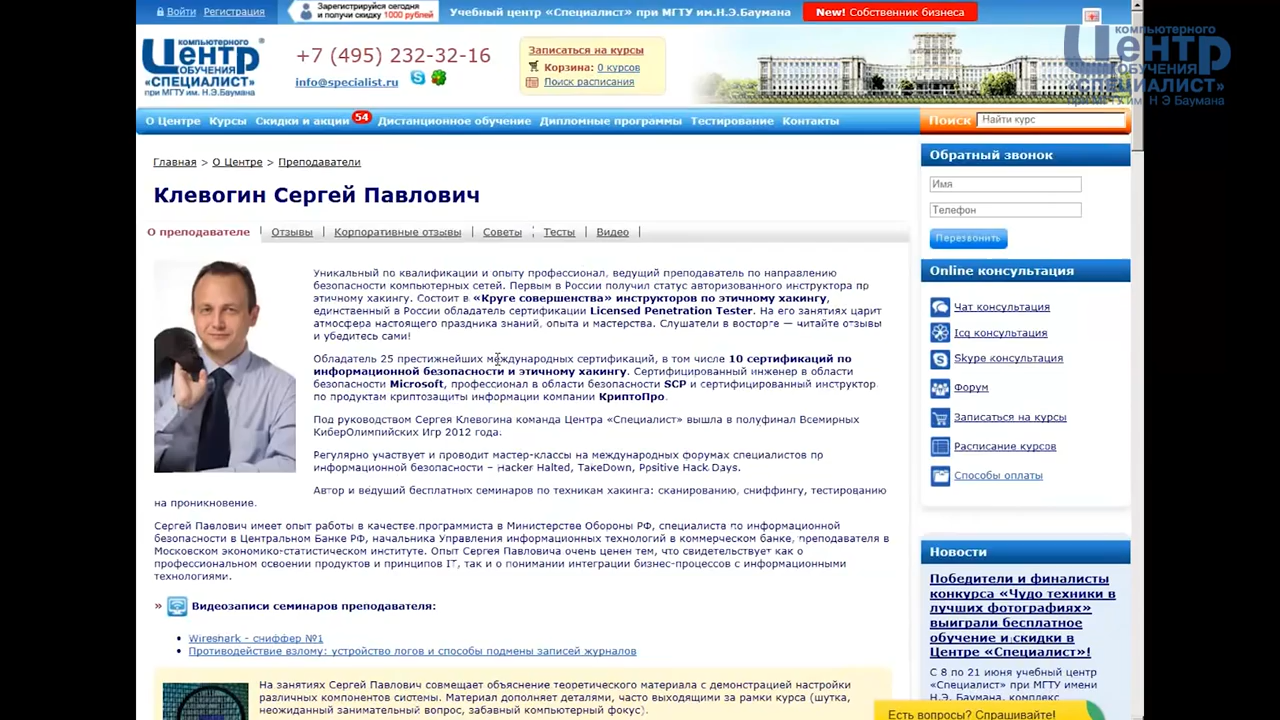 Войти Регистрация
Зарегистрируйся сегодня
и получи скидку 1000 рублей
Учебный центр «Специалист» при МГТУ им.Н.Э.Баумана
New! Собственник бизнеса
компьютерного
Центр
ОБУЧЕНИЯ
«СПЕЦИАЛИСТ»
при МГТУ им. Н.Э.Баумана
+7 (495) 232-32-16
info@specialist.ru
Записаться на курсы
Корзина: 0 курсов
Поиск расписания
компьютерного
Центр
ОБУЧЕНИЯ
«СПЕЦИАЛИСТ»
при МГТУ им. Н Э Баумана
О Центре Курсы Скидки и акции 54 Дистанционное обучение Дипломные программы Тестирование Контакты
Поиск Найти курс
Главная > О Центре > Преподаватели
Клевогин Сергей Павлович
О преподавателе | Отзывы | Корпоративные отзывы | Советы | Тесты | Видео |
Уникальный по квалификации и опыту профессионал, ведущий преподаватель по направлению
безопасности компьютерных сетей. Первым в России получил статус авторизованного инструктора по
этичному хакингу. Состоит в «Круге совершенства» инструкторов по этичному хакингу,
единственный в России обладатель сертификации Licensed Penetration Tester. На его занятиях царит
атмосфера настоящего праздника знаний, опыта и мастерства. Слушатели в восторге — читайте отзывы
и убедитесь сами!
Обладатель 25 престижнейших международных сертификаций, в том числе 10 сертификаций по
информационной безопасности и этичному хакингу. Сертифицированный инженер в области
безопасности Microsoft, профессионал в области безопасности SCP и сертифицированный инструктор
по продуктам криптозащиты информации компании КриптоПро.
Под руководством Сергея Клевогина команда Центра «Специалист» вышла в полуфинал Всемирных
КиберОлимпийских Игр 2012 года.
Регулярно участвует и проводит мастер-классы на международных форумах специалистов по
информационной безопасности – Hacker Halted, TakeDown, Positive Hack Days.
Автор и ведущий бесплатных семинаров по техникам хакинга: сканированию, сниффингу, тестированию
на проникновение.
Сергей Павлович имеет опыт работы в качестве программиста в Министерстве Обороны РФ, специалиста по информационной
безопасности в Центральном Банке РФ, начальника Управления информационных технологий в коммерческом банке, преподавателя в
Московском экономико-статистическом институте. Опыт Сергея Павловича очень ценен тем, что свидетельствует как о
профессиональном освоении продуктов и принципов IT, так и о понимании интеграции бизнес-процессов с информационными
технологиями.
» Видеозаписи семинаров преподавателя:
• Wireshark - сниффер №1
• Противодействие взлому: устройство логов и способы подмены записей журналов
На занятиях Сергей Павлович совмещает объяснение теоретического материала с демонстрацией настройки
различных компонентов системы. Материал дополняет деталями, часто выходящими за рамки курса (шутка,
неожиданный занимательный вопрос, забавный компьютерный фокус).
Обратный звонок
Имя
Телефон
Перезвонить
Online консультация
Чат консультация
Icq консультация
Skype консультация
Форум
Записаться на курсы
Расписание курсов
Способы оплаты
Новости
Победители и финалисты
конкурса «Чудо техники в
лучших фотографиях»
выиграли бесплатное
обучение и скидки в
Центре «Специалист»!
С 8 по 21 июня учебный центр
«Специалист» при МГТУ имени
Н.Э. Баумана, комплекс
Есть вопросы? Спрашивайте!